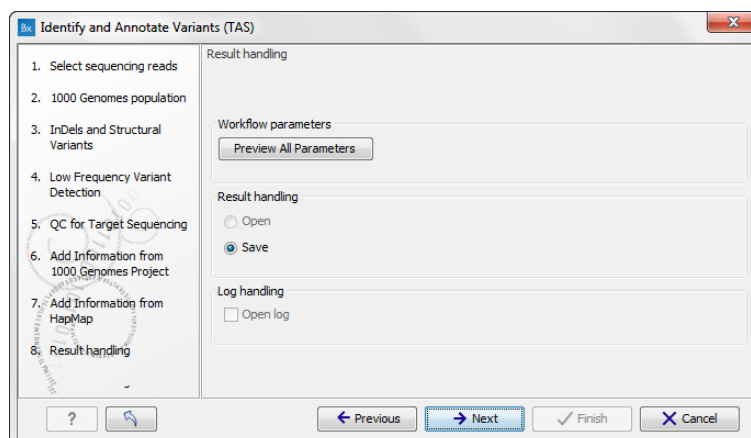 Bx Identify and Annotate Variants (TAS)
X
1. Select sequencing reads
2. 1000 Genomes population
3. InDels and Structural
Variants
4. Low Frequency Variant
Detection
5. QC for Target Sequencing
6. Add Information from
1000 Genomes Project
7. Add Information from
HapMap
8. Result handling
Result handling
Workflow parameters
Preview All Parameters
Result handling
Open
Save
Log handling
Open log
?
Previous
Next
Finish
Cancel